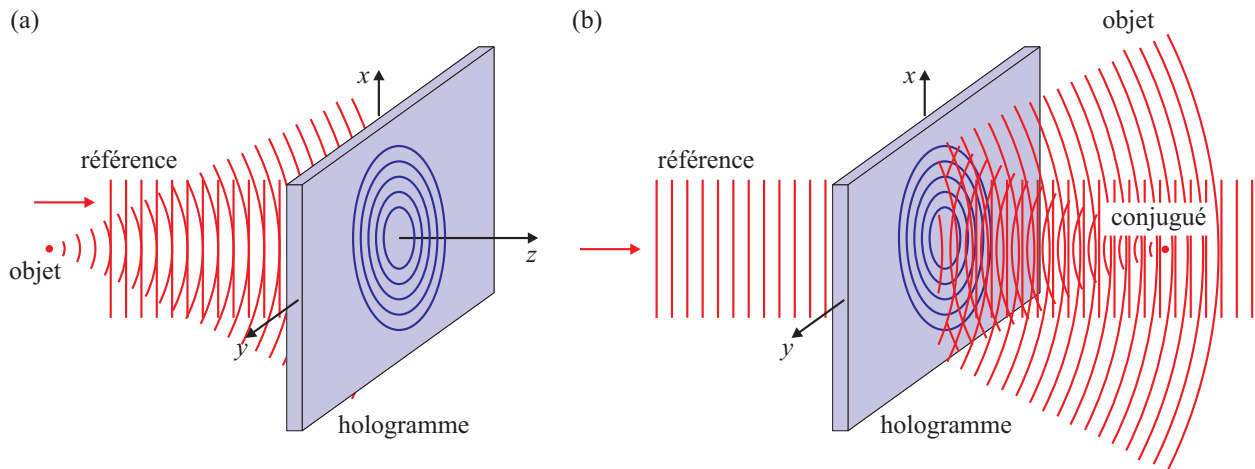 (a)
x
référence
objet
z
y
hologramme
(b)
objet
x
référence
conjugué
y
hologramme